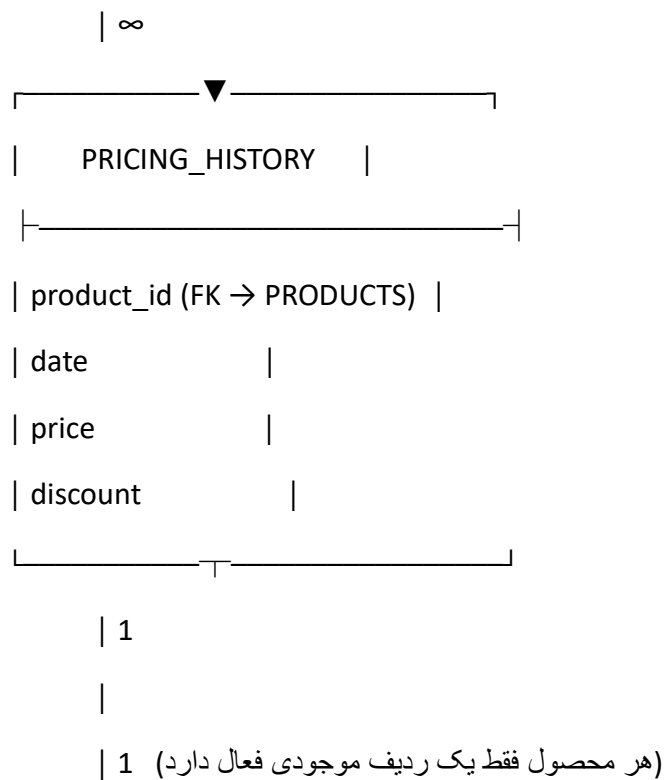 | ∞
┌───────────▼────────────────┐
| PRICING_HISTORY |
├─────────────────────────────┤
| product_id (FK → PRODUCTS) |
| date |
| price |
| discount |
└───────────┬─────────────────┘
| 1
|
| 1 (هر محصول فقط یک ردیف موجودی فعال دارد)